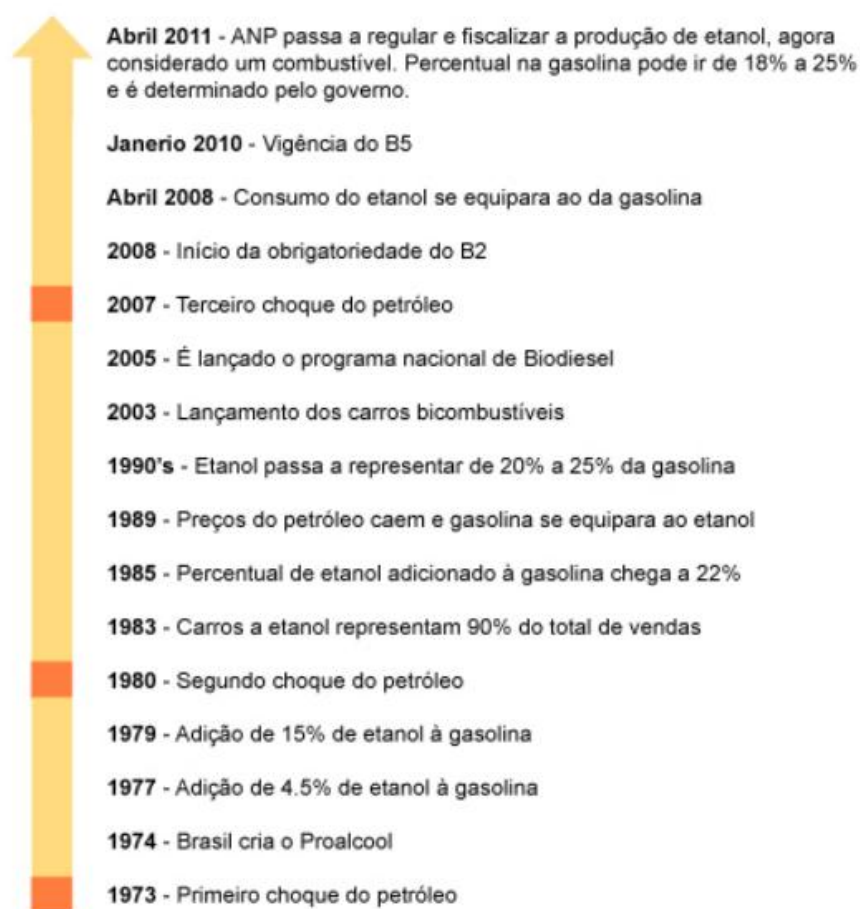 Abril 2011 - ANP passa a regular e fiscalizar a produção de etanol, agora
considerado um combustível. Percentual na gasolina pode ir de 18% a 25%
e é determinado pelo governo.
Janerio 2010 - Vigência do B5
Abril 2008 - Consumo do etanol se equipara ao da gasolina
2008 - Início da obrigatoriedade do B2
2007 - Terceiro choque do petróleo
2005 - É lançado o programa nacional de Biodiesel
2003 - Lançamento dos carros bicombustíveis
1990's - Etanol passa a representar de 20% a 25% da gasolina
1989 - Preços do petróleo caem e gasolina se equipara ao etanol
1985 - Percentual de etanol adicionado à gasolina chega a 22%
1983 - Carros a etanol representam 90% do total de vendas
1980 - Segundo choque do petróleo
1979 - Adição de 15% de etanol à gasolina
1977 - Adição de 4.5% de etanol à gasolina
1974 - Brasil cria o Proalcool
1973 - Primeiro choque do petróleo